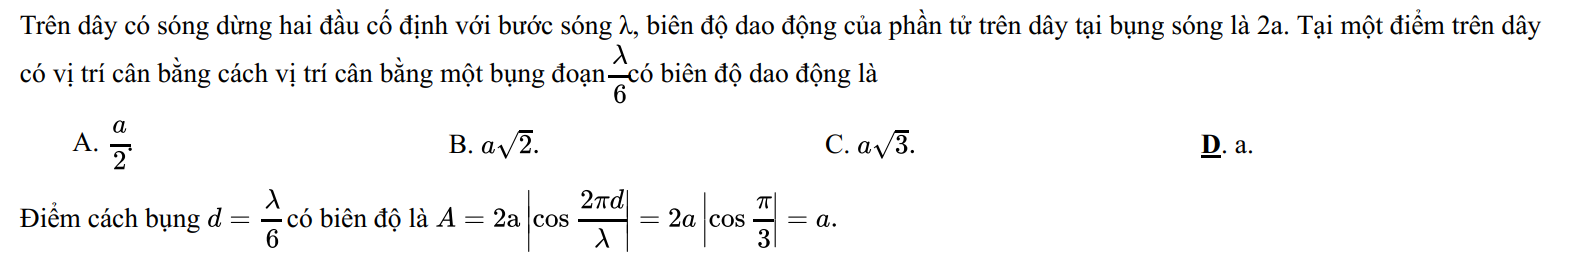 Trên dây có sóng dừng hai đầu cố định với bước sóng λ, biên độ dao động của phần tử trên dây tại bụng sóng là 2a. Tại một điểm trên dây
có vị trí cân bằng cách vị trí cân bằng một bụng đoạn $\frac{\lambda}{6}$ có biên độ dao động là
A. $\frac{a}{2}$. B. $a\sqrt{2}$. C. $a\sqrt{3}$. D. a.
Điểm cách bụng $d = \frac{\lambda}{6}$ có biên độ là $A = 2\mathrm{a}\left|\cos\frac{2\pi d}{\lambda}\right| = 2a\left|\cos\frac{\pi}{3}\right| = a.$